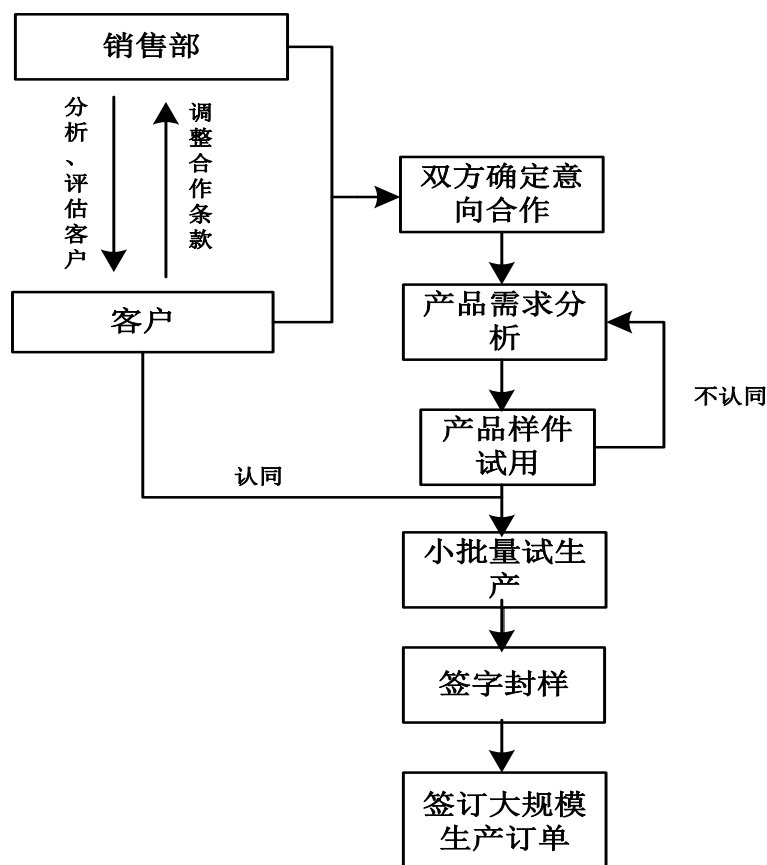 销售部
分析、评估客户
调整合作条款
双方确定意
向合作
客户
产品需求分
析
不认同
产品样件
试用
认同
小批量试生
产
签字封样
签订大规模
生产订单